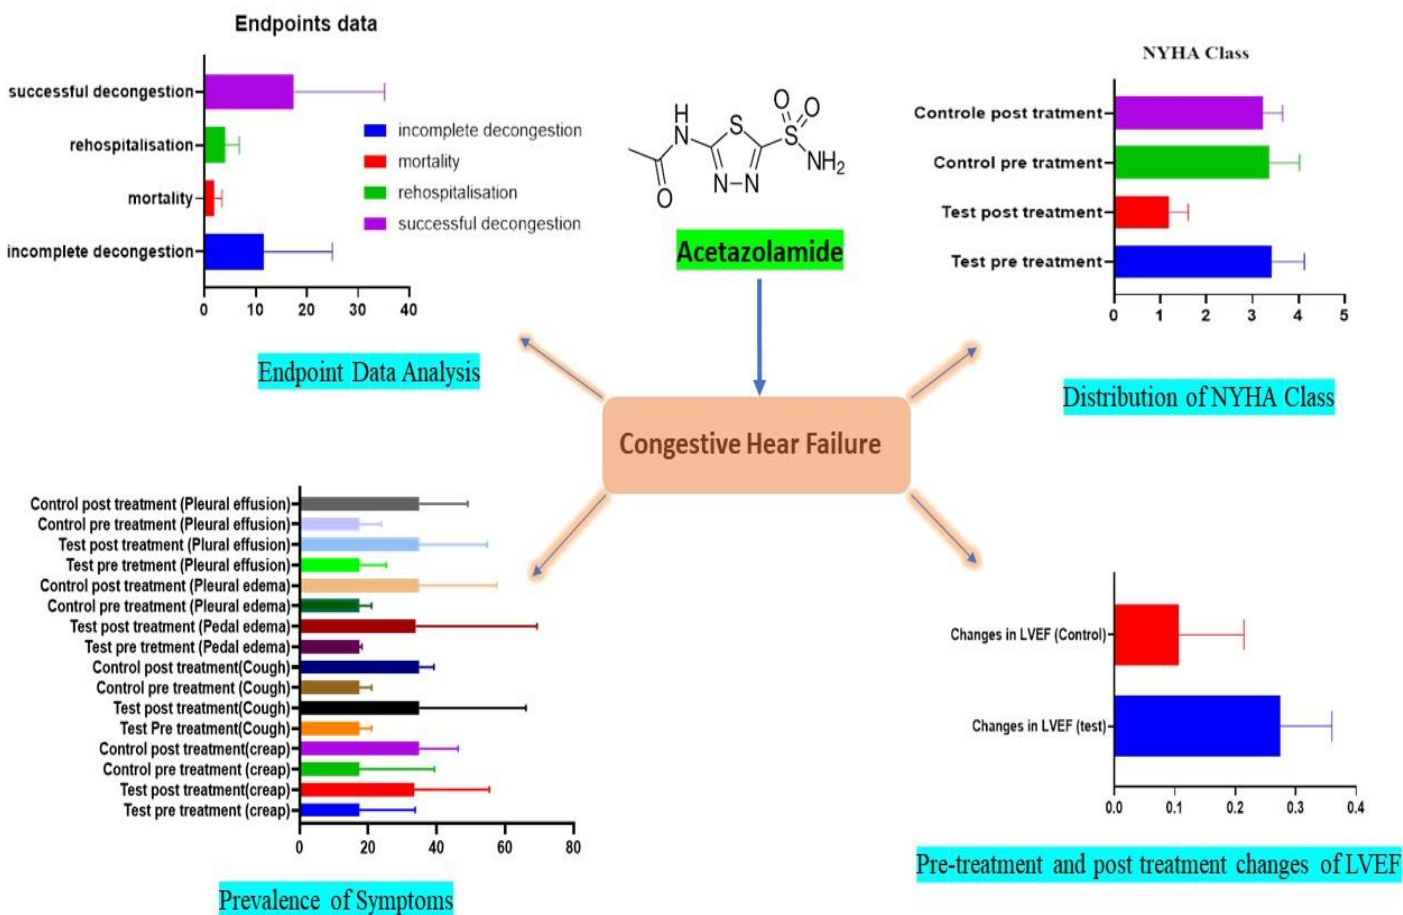 Endpoints data
successful decongestion
rehospitalisation
mortality
incomplete decongestion
0 10 20 30 40
incomplete decongestion
mortality
rehospitalisation
successful decongestion
Endpoint Data Analysis
H
N
S
O
O
S
NH2
N
N
O
Acetazolamide
NYHA Class
Controle post tratment
Control pre tratment
Test post treatment
Test pre treatment
0 1 2 3 4 5
Distribution of NYHA Class
Congestive Hear Failure
Control post treatment (Pleural effusion)
Control pre treatment (Pleural effusion)
Test post treatment (Plural effusion)
Test pre tretment (Pleural effusion)
Control post treatment (Pleural edema)
Control pre treatment (Pleural edema)
Test post treatment (Pedal edema)
Test pre tretment (Pedal edema)
Control post treatment(Cough)
Control pre treatment (Cough)
Test post treatment(Cough)
Test Pre treatment(Cough)
Control post treatment(creap)
Control pre treatment (creap)
Test post treatment(creap)
Test pre treatment (creap)
0 20 40 60 80
Prevalence of Symptoms
Changes in LVEF (Control)
Changes in LVEF (test)
0.0 0.1 0.2 0.3 0.4
Pre-treatment and post treatment changes of LVEF